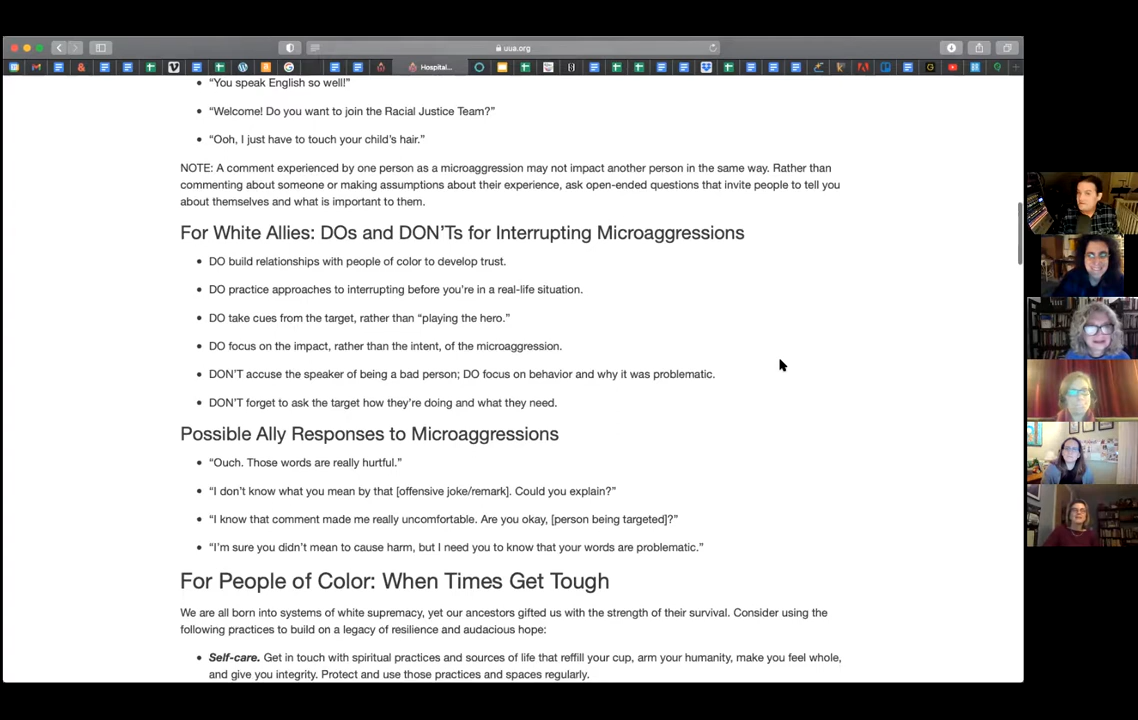 uua.org
Hospital...
• “You speak English so well!”
• “Welcome! Do you want to join the Racial Justice Team?”
• “Ooh, I just have to touch your child’s hair.”
NOTE: A comment experienced by one person as a microaggression may not impact another person in the same way. Rather than
commenting about someone or making assumptions about their experience, ask open-ended questions that invite people to tell you
about themselves and what is important to them.
For White Allies: DOs and DON’Ts for Interrupting Microaggressions
• DO build relationships with people of color to develop trust.
• DO practice approaches to interrupting before you’re in a real-life situation.
• DO take cues from the target, rather than “playing the hero.”
• DO focus on the impact, rather than the intent, of the microaggression.
• DON’T accuse the speaker of being a bad person; DO focus on behavior and why it was problematic.
• DON’T forget to ask the target how they’re doing and what they need.
Possible Ally Responses to Microaggressions
• “Ouch. Those words are really hurtful.”
• “I don’t know what you mean by that [offensive joke/remark]. Could you explain?”
• “I know that comment made me really uncomfortable. Are you okay, [person being targeted]?”
• “I’m sure you didn’t mean to cause harm, but I need you to know that your words are problematic.”
For People of Color: When Times Get Tough
We are all born into systems of white supremacy, yet our ancestors gifted us with the strength of their survival. Consider using the
following practices to build on a legacy of resilience and audacious hope:
• Self-care. Get in touch with spiritual practices and sources of life that reffill your cup, arm your humanity, make you feel whole,
and give you integrity. Protect and use those practices and spaces regularly.